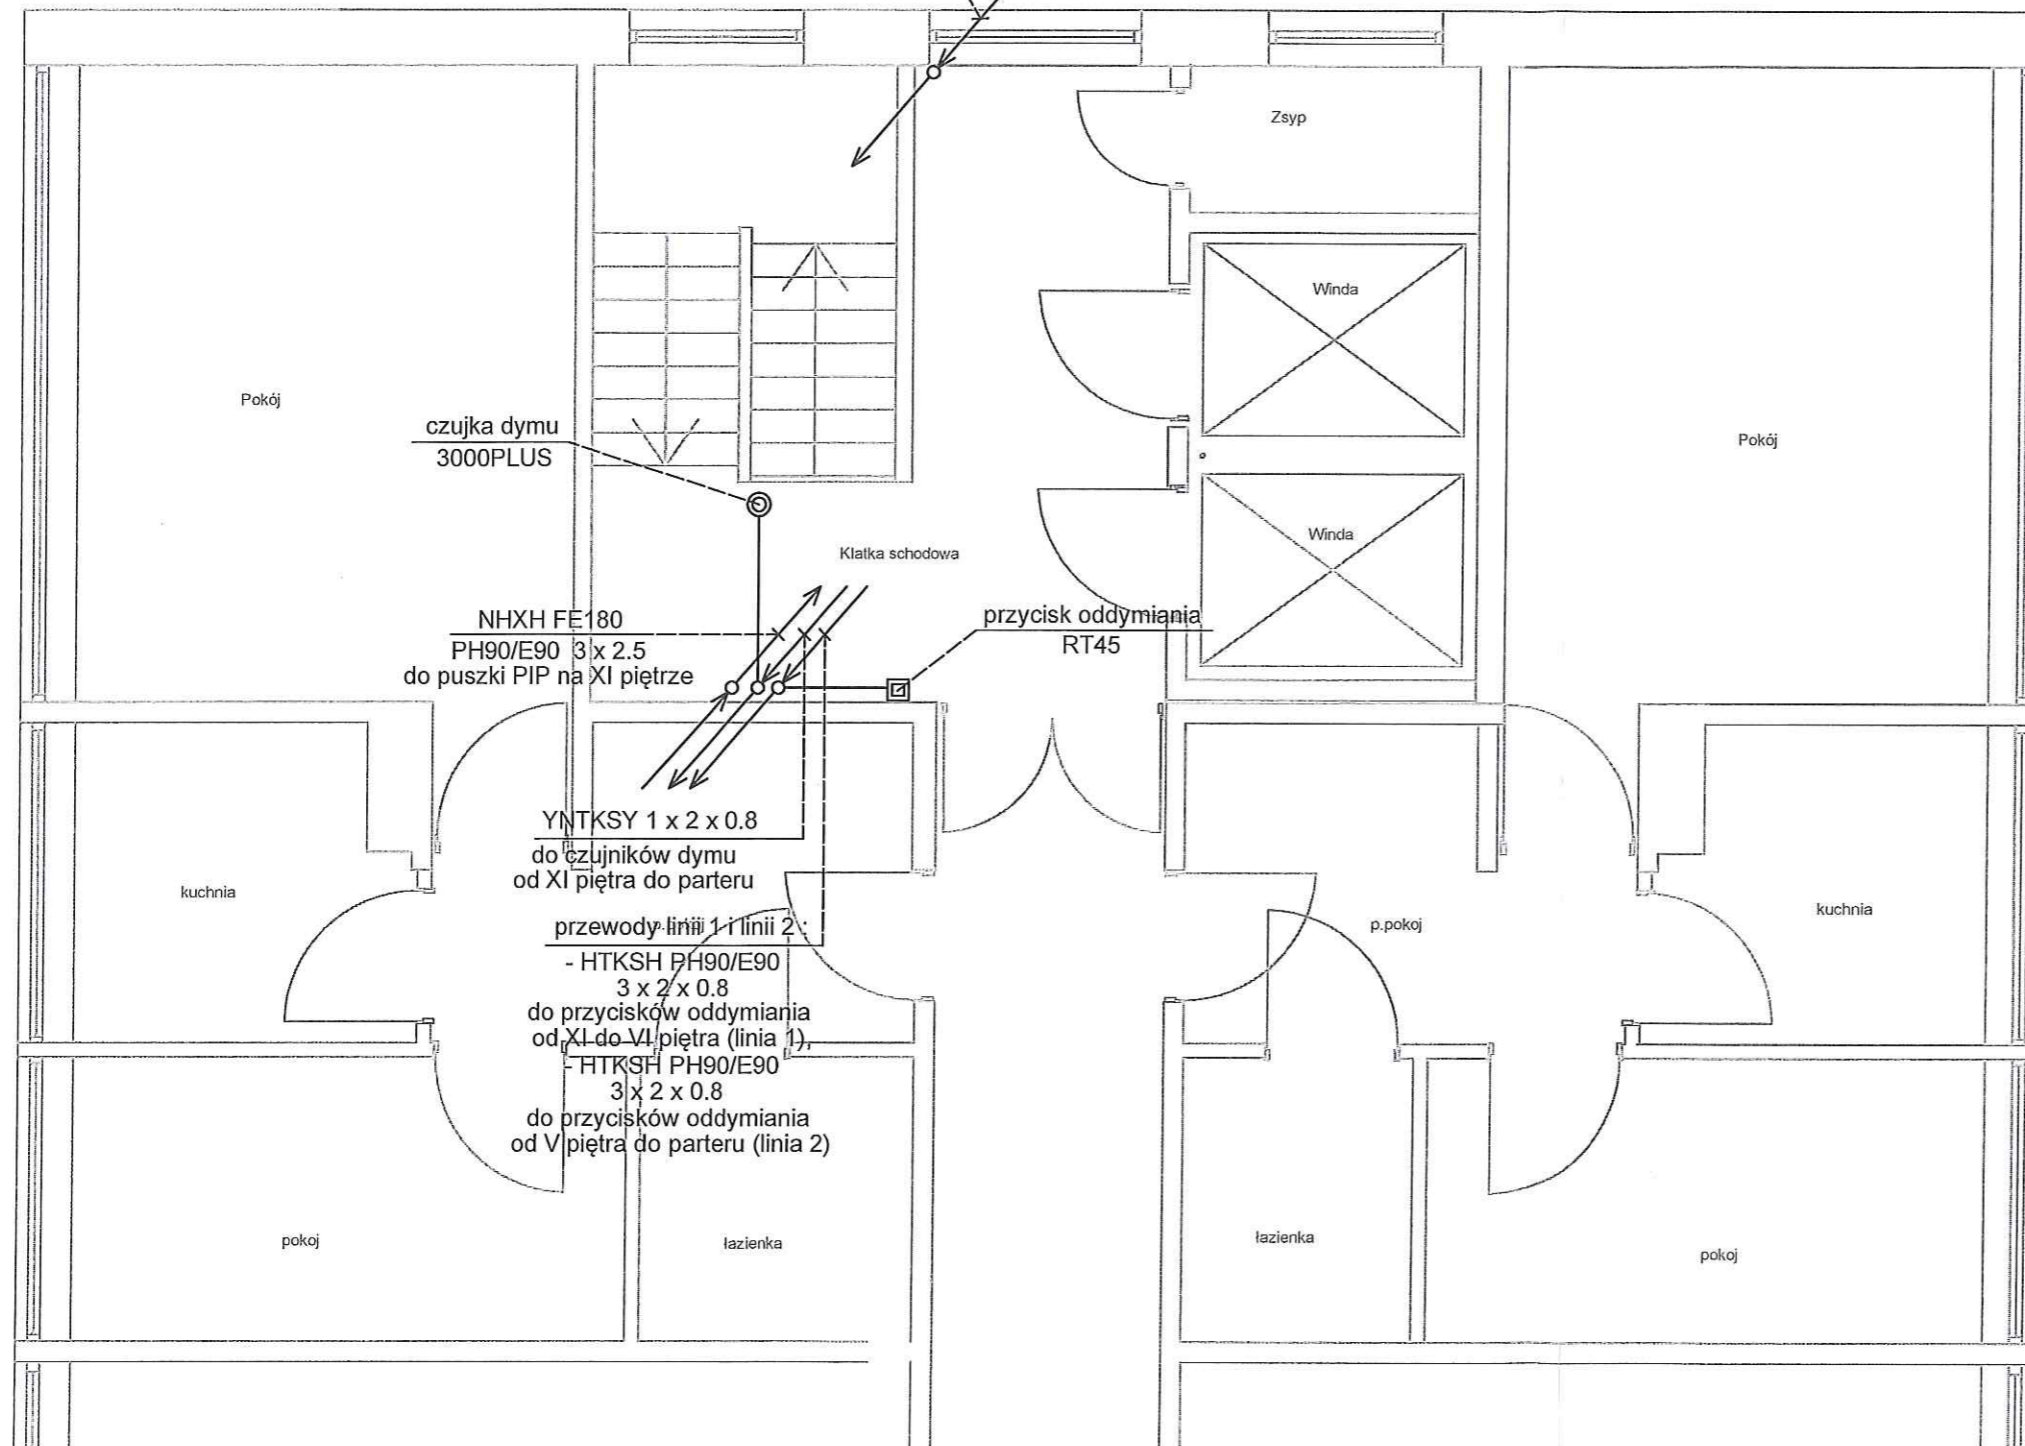 Zsyp
Winda
Pokój
czujka dymu
3000PLUS
Pokój
Winda
Klatka schodowa
NHXH FE180
PH90/E90 3 x 2.5
do puszki PIP na XI piętrze
przycisk oddymiania
RT45
YNTKSY 1 x 2 x 0.8
do czujników dymu
od XI piętra do parteru
kuchnia
przewody linii 1 i linii 2 :
- HTKSH PH90/E90
3 x 2 x 0.8
do przycisków oddymiania
od XI do VI piętra (linia 1),
- HTKSH PH90/E90
3 x 2 x 0.8
do przycisków oddymiania
od V piętra do parteru (linia 2)
p.pokoj
kuchnia
pokoj
łazienka
łazienka
pokoj